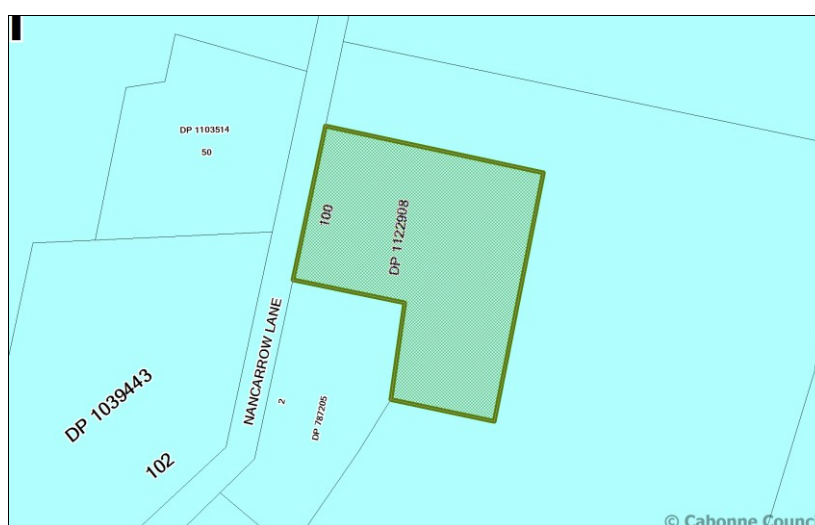 DP 1103514
50
100
DP 1122908
NANCARROW LANE
2
DP 787205
DP 1039443
102
© Cabonne Counc